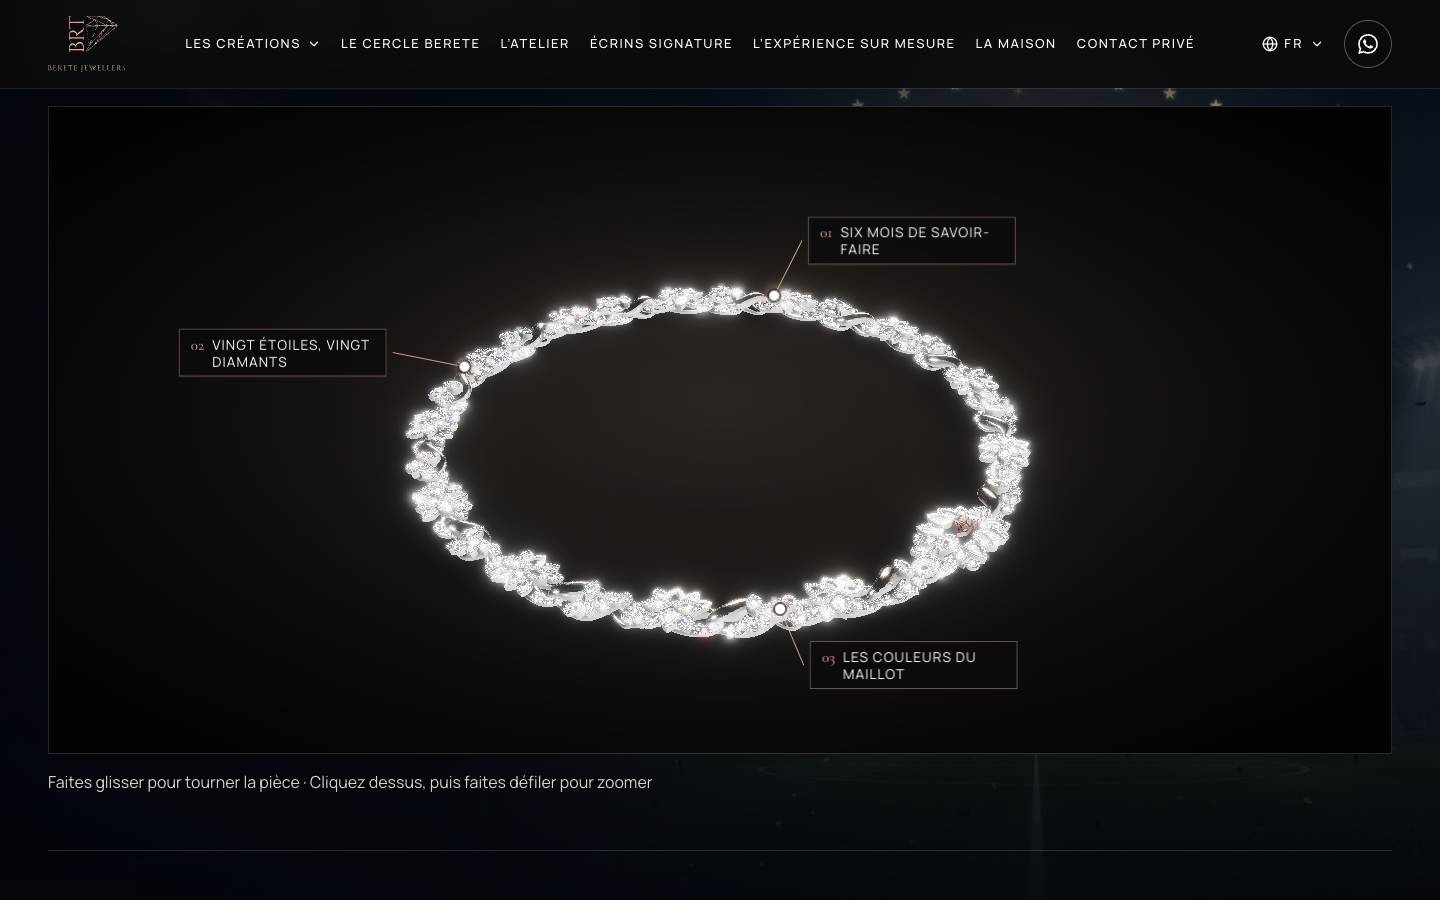 BRT
BERETE JEWELLERS
LES CRÉATIONS
LE CERCLE BERETE
L'ATELIER
ÉCRINS SIGNATURE
L'EXPÉRIENCE SUR MESURE
LA MAISON
CONTACT PRIVÉ
FR
01 SIX MOIS DE SAVOIR-
FAIRE
02 VINGT ÉTOILES, VINGT
DIAMANTS
03 LES COULEURS DU
MAILLOT
Faites glisser pour tourner la pièce · Cliquez dessus, puis faites défiler pour zoomer